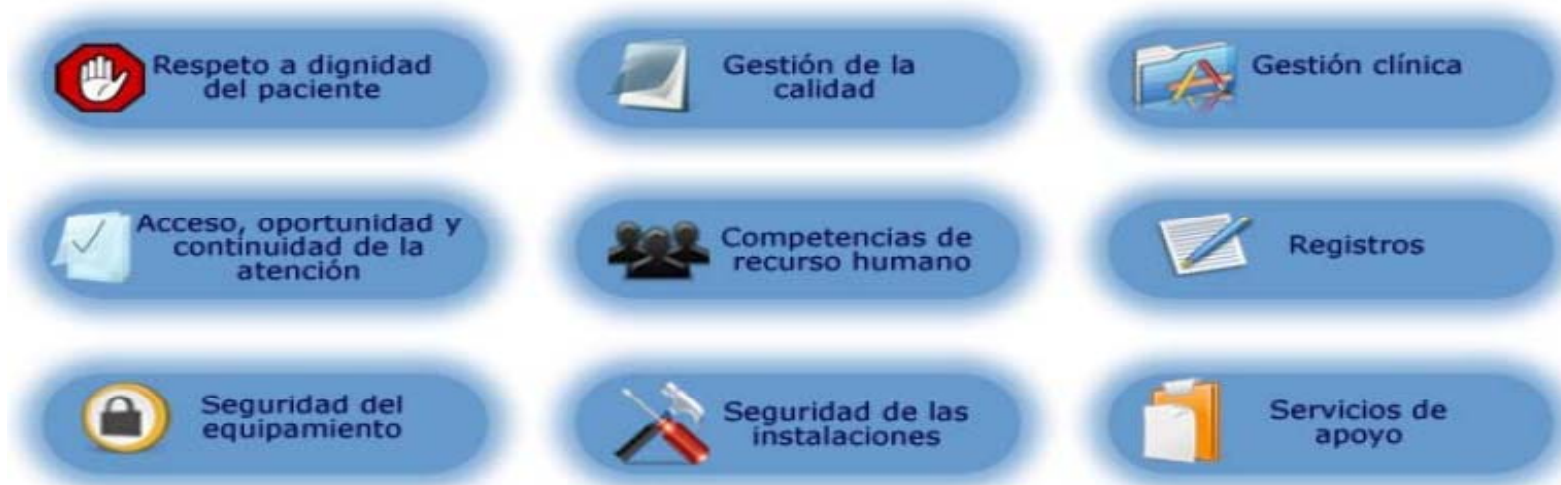 Respeto a dignidad
del paciente
Gestión de la
calidad
Gestión clínica
Acceso, oportunidad y
continuidad de la
atención
Competencias de
recurso humano
Registros
Seguridad del
equipamiento
Seguridad de las
instalaciones
Servicios de
apoyo